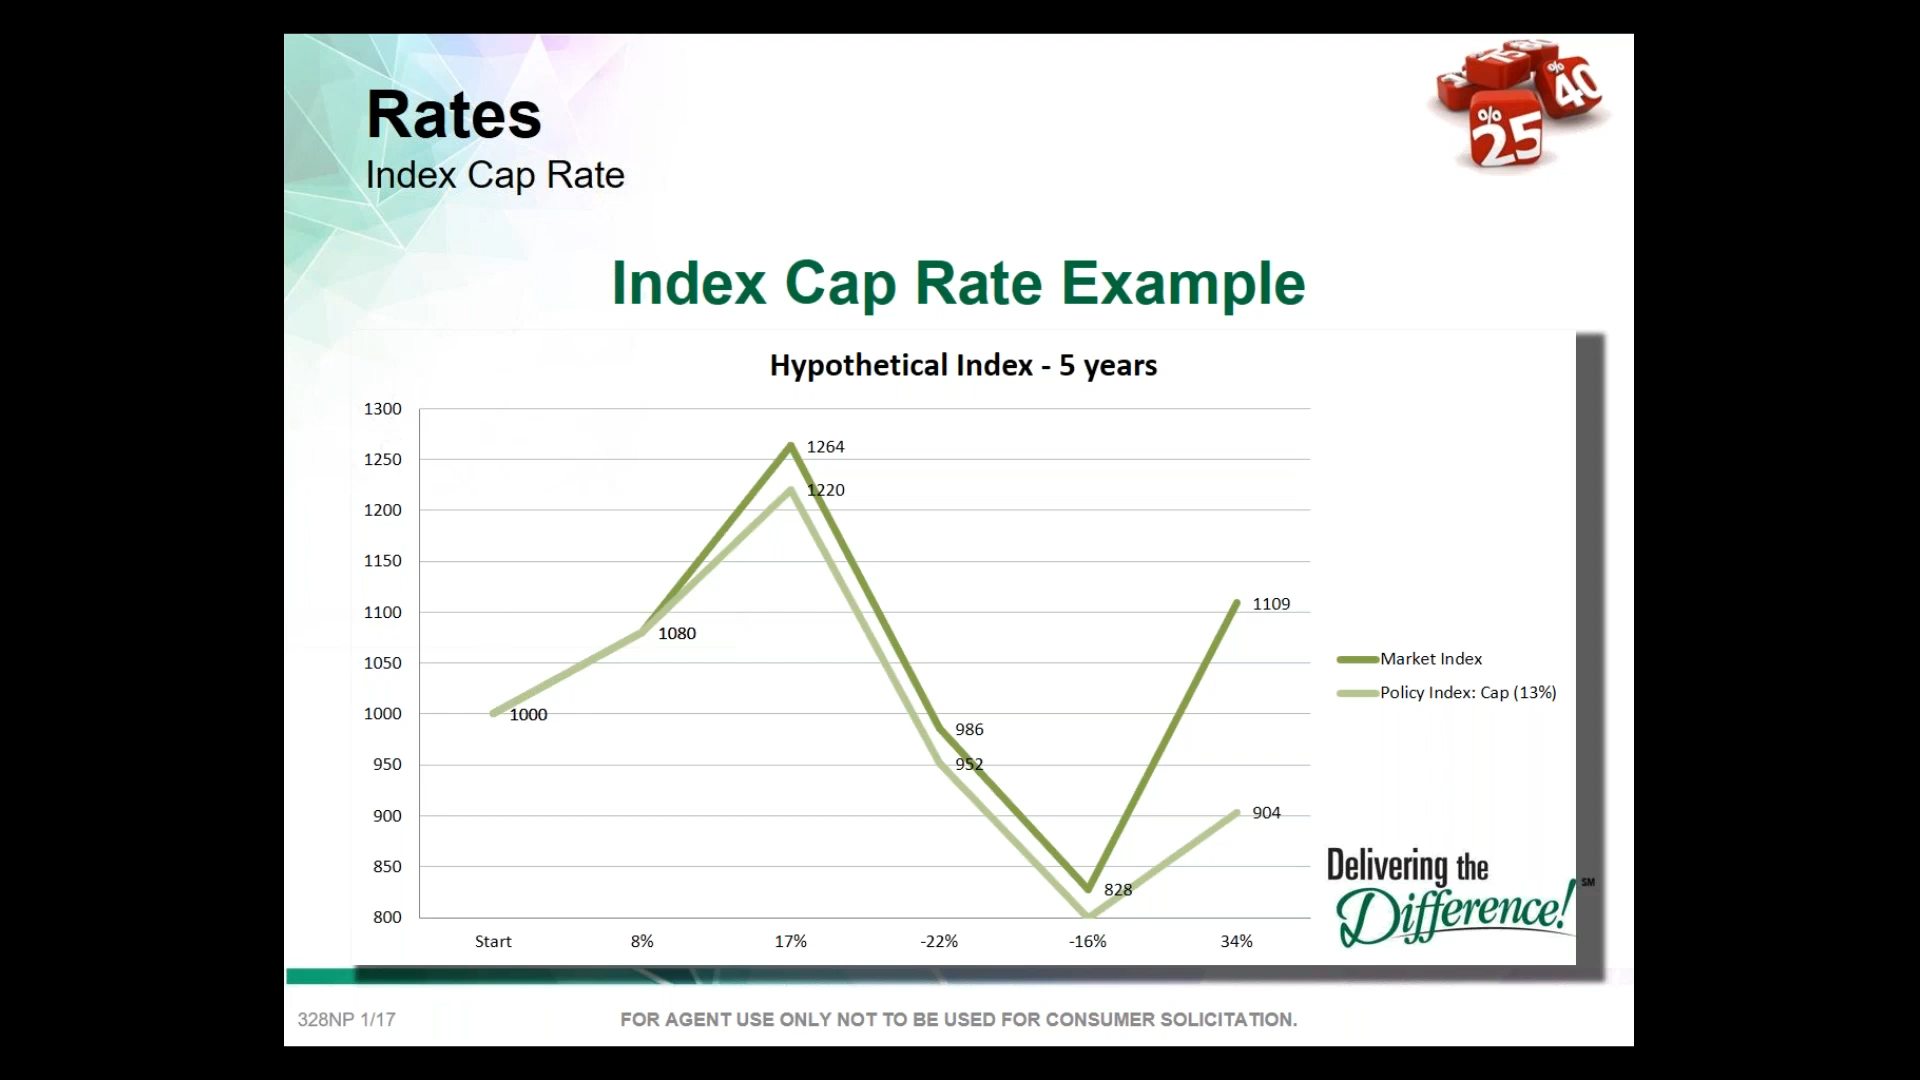 Rates
Index Cap Rate
% 25
% 40
15
Index Cap Rate Example
Hypothetical Index - 5 years
1300
1250
1200
1150
1100
1050
1000
950
900
850
800
1264
1220
1080
1000
986
952
828
1109
904
Start 8% 17% -22% -16% 34%
Market Index
Policy Index: Cap (13%)
Delivering the
Difference! SM
328NP 1/17
FOR AGENT USE ONLY NOT TO BE USED FOR CONSUMER SOLICITATION.